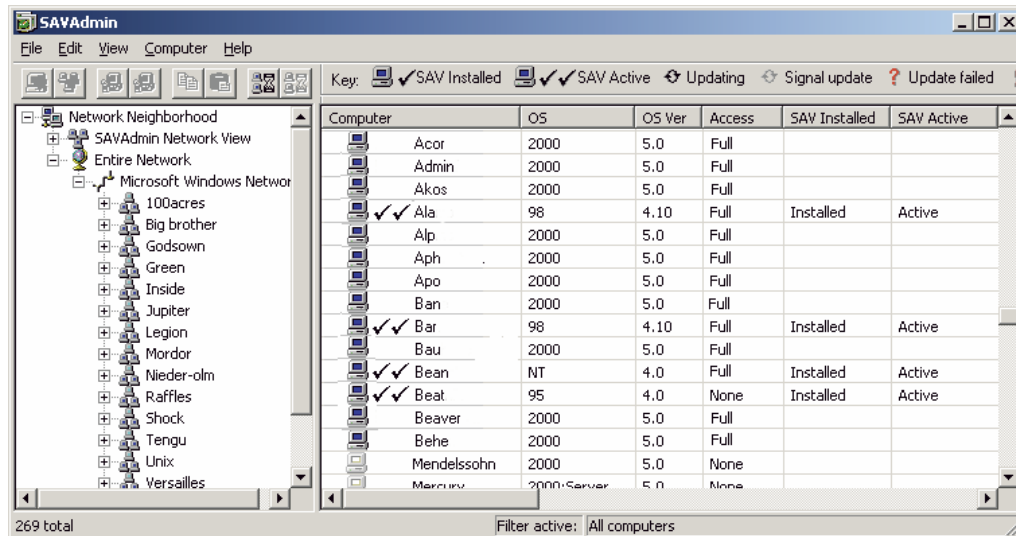 SAVAdmin
File Edit View Computer Help
Key: SAV Installed SAV Active Updating Signal update ? Update failed
Network Neighborhood
SAVAdmin Network View
Entire Network
Microsoft Windows Networ
100acres
Big brother
Godsown
Green
Inside
Jupiter
Legion
Mordor
Nieder-olm
Raffles
Shock
Tengu
Unix
Versailles
Computer OS OS Ver Access SAV Installed SAV Active
Acor 2000 5.0 Full
Admin 2000 5.0 Full
Akos 2000 5.0 Full
Ala 98 4.10 Full Installed Active
Alp 2000 5.0 Full
Aph 2000 5.0 Full
Apo 2000 5.0 Full
Ban 2000 5.0 Full
Bar 98 4.10 Full Installed Active
Bau 2000 5.0 Full
Bean NT 4.0 Full Installed Active
Beat 95 4.0 None Installed Active
Beaver 2000 5.0 Full
Behe 2000 5.0 Full
Mendelssohn 2000 5.0 None
Mercury 2000:Server 5.0 None
269 total Filter active: All computers